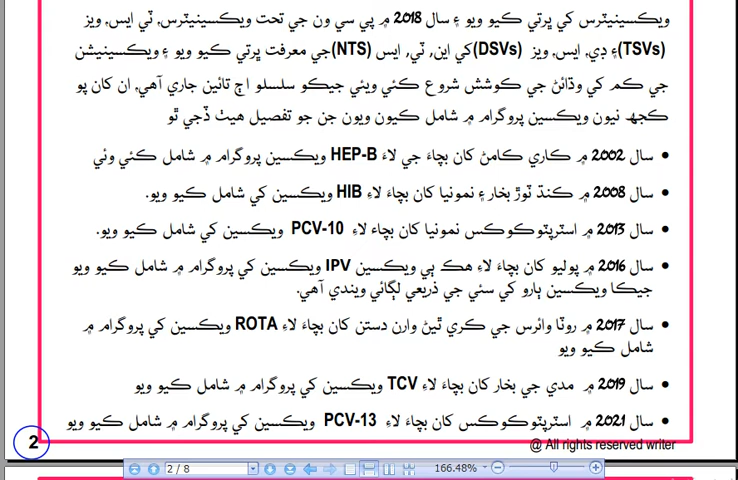 ويڪسينيٽرس کي ڀرتي ڪيو ويو ۽ سال 2018 ۾ پي سي ون جي تحت ويڪسينيٽرس, ٽي ايس, ويز
(TSVs)۽ ڊي, ايس, ويز (DSVs)کي اين, ٽي, ايس (NTS)جي معرفت ڀرتي ڪيو ويو ۽ ويڪسينيشن
جي ڪم کي وڌائڻ جي ڪوشش شروع ڪئي ويئي جيڪو سلسلو اڄ تائين جاري آهي, ان کان پو
ڪجهه نيون ويڪسين پروگرام ۾ شامل ڪيون ويون جن جو تفصيل هيٺ ڏجي ٿو
• سال 2002 ۾ ڪاري ڪامڻ کان بچاءَ جي لاءِ HEP-B ويڪسين پروگرام ۾ شامل ڪئي وئي
• سال 2008 ۾ ڪنڌ ٽوڙ بخار ۽ نمونيا کان بچاءَ لاءِ HIB ويڪسين کي شامل ڪيو ويو.
• سال 2013 ۾ اسٽرپٽوڪوڪس نمونيا کان بچاءَ لاءِ PCV-10 ويڪسين کي شامل ڪيو ويو.
• سال 2016 ۾ پوليو کان بچاءَ لاءِ هڪ ٻي ويڪسين IPV ويڪسين کي پروگرام ۾ شامل ڪيو ويو
جيڪا ويڪسين ٻارو کي سئي جي ذريعي لڳائي ويندي آهي.
• سال 2017 ۾ روٽا وائرس جي ڪري ٿيڻ وارن دستن کان بچاءَ لاءِ ROTA ويڪسين کي پروگرام ۾
شامل ڪيو ويو
• سال 2019 ۾ مدي جي بخار کان بچاءَ لاءِ TCV ويڪسين کي پروگرام ۾ شامل ڪيو ويو
• سال 2021 ۾ اسٽرپٽوڪوڪس کان بچاءَ لاءِ PCV-13 ويڪسين کي پروگرام ۾ شامل ڪيو ويو
2
@ All rights reserved writer
2 / 8
166.48%